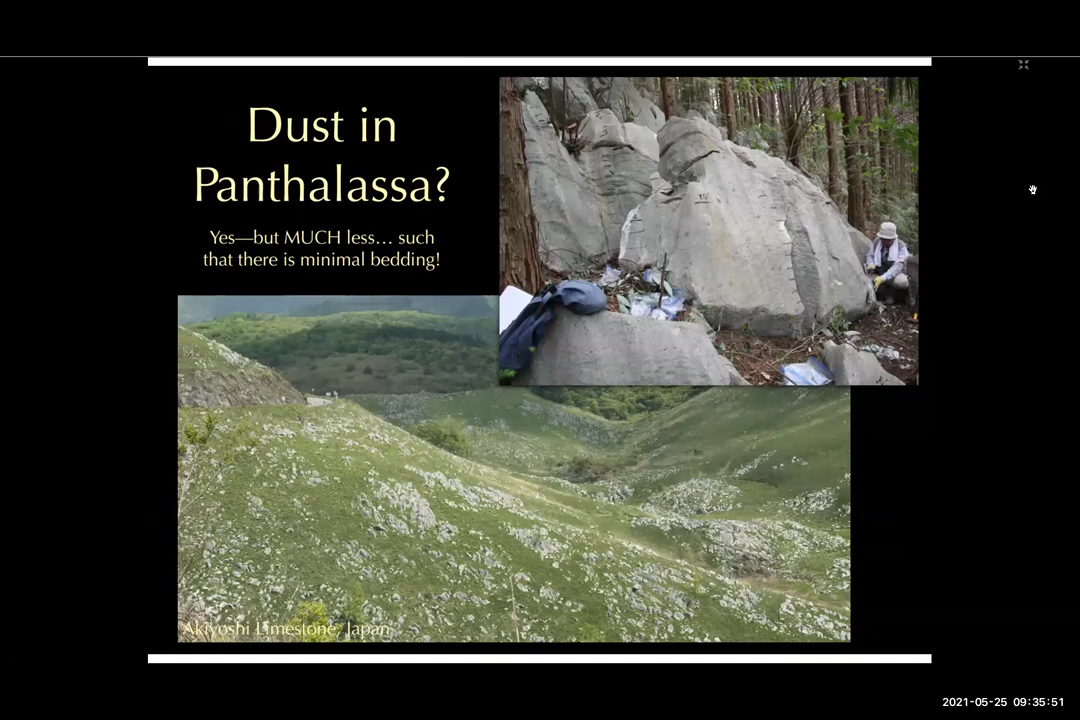 Dust in
Panthalassa?
Yes—but MUCH less... such
that there is minimal bedding!
Akiyoshi Limestone, Japan
2021-05-25 09:35:51